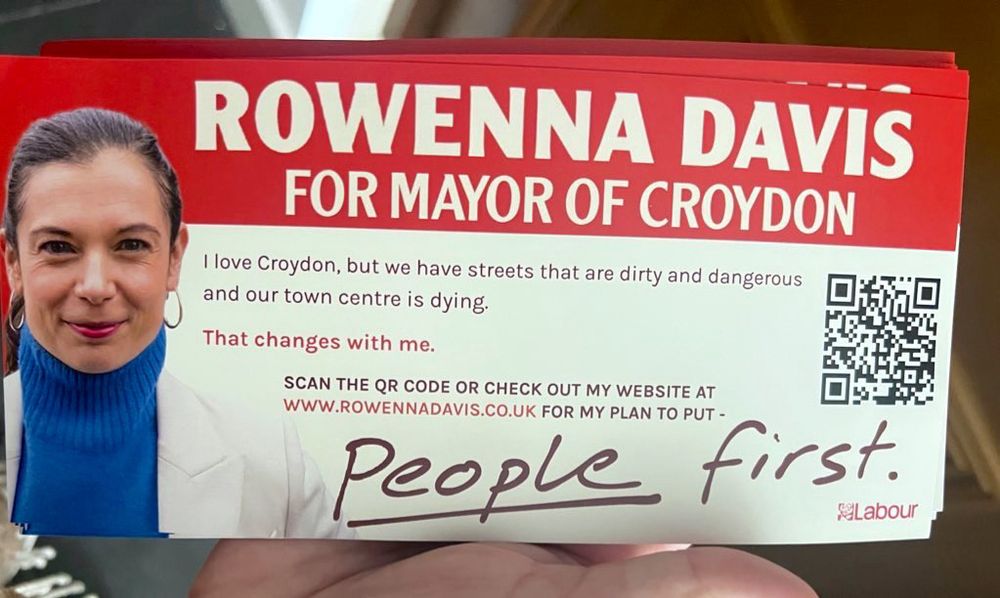 ROWENNA DAVIS
FOR MAYOR OF CROYDON
I love Croydon, but we have streets that are dirty and dangerous
and our town centre is dying.
That changes with me.
SCAN THE QR CODE OR CHECK OUT MY WEBSITE AT
WWW.ROWENNADAVIS.CO.UK FOR MY PLAN TO PUT -
People first.
Labour